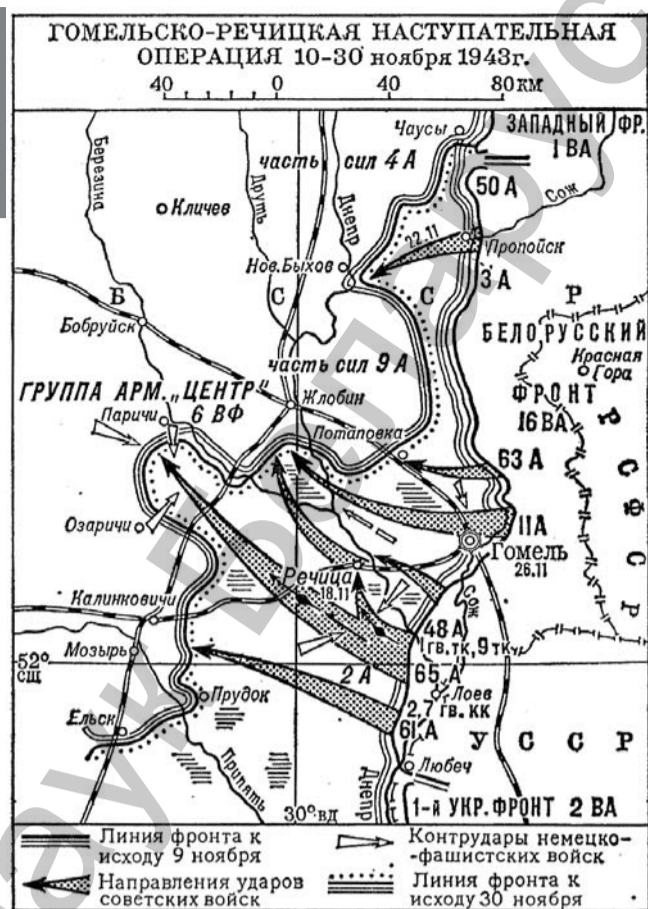 ГОМЕЛЬСКО-РЕЧИЦКАЯ НАСТУПАТЕЛЬНАЯ
ОПЕРАЦИЯ 10-30 ноября 1943г.
40 0 40 80 км
Чаусы
ЗАПАДНЫЙ ФР.
1 ВА
Березина
часть сил 4 А
Друть
Днепр
50 А
Сож
Кличев
22.11
Пропойск
Нов.Быхов
3 А
Б С С Р
Бобруйск
БЕЛОРУССКИЙ
Красная
Гора
часть сил 9 А
ФРОНТ
16 ВА
ГРУППА АРМ. „ЦЕНТР"
6 ВФ
Жлобин
Паричи
Потаповка
РСФСР
63 А
11 А
Озаричи
Гомель
26.11
Речица
18.11
Сож
Калинковичи
48 А
1 гв.тк, 9 тк
Мозырь
52°
сш
65 А
2 А
Лоев
Прудок
2,7
гв. кк
Ельск
61 А
УССР
Припять
Любеч
Днепр
30° вд
1-й УКР. ФРОНТ 2 ВА
Линия фронта к
исходу 9 ноября
Контрудары немецко-
-фашистских войск
Направления ударов
советских войск
Линия фронта к
исходу 30 ноября